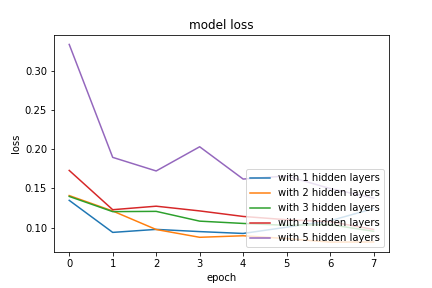 model loss
0.30
0.25
0.20
0.15
0.10
loss
with 1 hidden layers
with 2 hidden layers
with 3 hidden layers
with 4 hidden layers
with 5 hidden layers
0 1 2 3 4 5 6 7
epoch